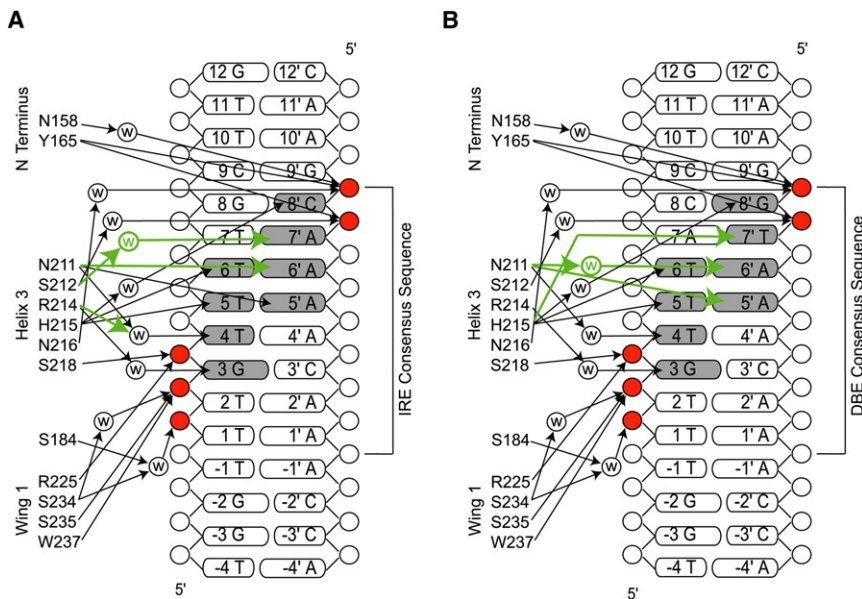 A
B
5'
5'
12 G 12' C
12 G 12' C
11 T 11' A
11 T 11' A
10 T 10' A
10 T 10' A
9 C 9' G
9 C 9' G
8 G 8' C
8 C 8' G
7 T 7' A
7 A 7' T
6 T 6' A
6 T 6' A
5 T 5' A
5 T 5' A
4 T 4' A
4 T 4' A
3 G 3' C
3 G 3' C
2 T 2' A
2 T 2' A
1 T 1' A
1 T 1' A
-1 T -1' A
-1 T -1' A
-2 G -2' C
-2 G -2' C
-3 G -3' C
-3 G -3' C
-4 T -4' A
-4 T -4' A
5'
5'
N Terminus
N158
Y165
Helix 3
N211
S212
R214
H215
N216
S218
Wing 1
S184
R225
S234
S235
W237
w
w
w
w
w
w
w
w
w
IRE Consensus Sequence
N Terminus
N158
Y165
Helix 3
N211
S212
R214
H215
N216
S218
Wing 1
S184
R225
S234
S235
W237
w
w
w
w
w
w
w
w
w
DBE Consensus Sequence